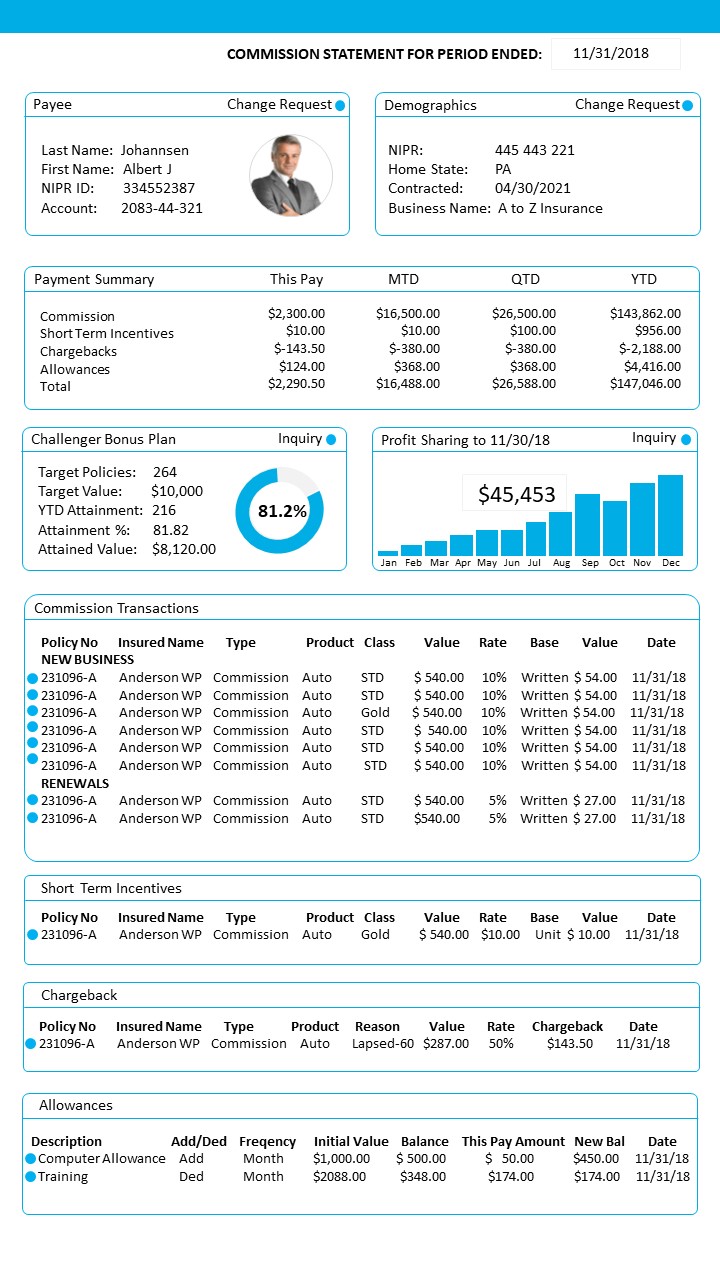 COMMISSION STATEMENT FOR PERIOD ENDED: 11/31/2018
Payee Change Request
Last Name: Johannsen
First Name: Albert J
NIPR ID: 334552387
Account: 2083-44-321
Demographics Change Request
NIPR: 445 443 221
Home State: PA
Contracted: 04/30/2021
Business Name: A to Z Insurance
Payment Summary This Pay MTD QTD YTD
Commission $2,300.00 $16,500.00 $26,500.00 $143,862.00
Short Term Incentives $10.00 $10.00 $100.00 $956.00
Chargebacks $-143.50 $-380.00 $-380.00 $-2,188.00
Allowances $124.00 $368.00 $368.00 $4,416.00
Total $2,290.50 $16,488.00 $26,588.00 $147,046.00
Challenger Bonus Plan Inquiry
Target Policies: 264
Target Value: $10,000
YTD Attainment: 216
Attainment %: 81.82
Attained Value: $8,120.00
81.2%
Profit Sharing to 11/30/18 Inquiry
$45,453
Jan Feb Mar Apr May Jun Jul Aug Sep Oct Nov Dec
Commission Transactions
Policy No Insured Name Type Product Class Value Rate Base Value Date
NEW BUSINESS
231096-A Anderson WP Commission Auto STD $ 540.00 10% Written $ 54.00 11/31/18
231096-A Anderson WP Commission Auto STD $ 540.00 10% Written $ 54.00 11/31/18
231096-A Anderson WP Commission Auto Gold $ 540.00 10% Written $ 54.00 11/31/18
231096-A Anderson WP Commission Auto STD $ 540.00 10% Written $ 54.00 11/31/18
231096-A Anderson WP Commission Auto STD $ 540.00 10% Written $ 54.00 11/31/18
231096-A Anderson WP Commission Auto STD $ 540.00 10% Written $ 54.00 11/31/18
RENEWALS
231096-A Anderson WP Commission Auto STD $ 540.00 5% Written $ 27.00 11/31/18
231096-A Anderson WP Commission Auto STD $540.00 5% Written $ 27.00 11/31/18
Short Term Incentives
Policy No Insured Name Type Product Class Value Rate Base Value Date
231096-A Anderson WP Commission Auto Gold $ 540.00 $10.00 Unit $ 10.00 11/31/18
Chargeback
Policy No Insured Name Type Product Reason Value Rate Chargeback Date
231096-A Anderson WP Commission Auto Lapsed-60 $287.00 50% $143.50 11/31/18
Allowances
Description Add/Ded Freqency Initial Value Balance This Pay Amount New Bal Date
Computer Allowance Add Month $1,000.00 $ 500.00 $ 50.00 $450.00 11/31/18
Training Ded Month $2088.00 $348.00 $174.00 $174.00 11/31/18